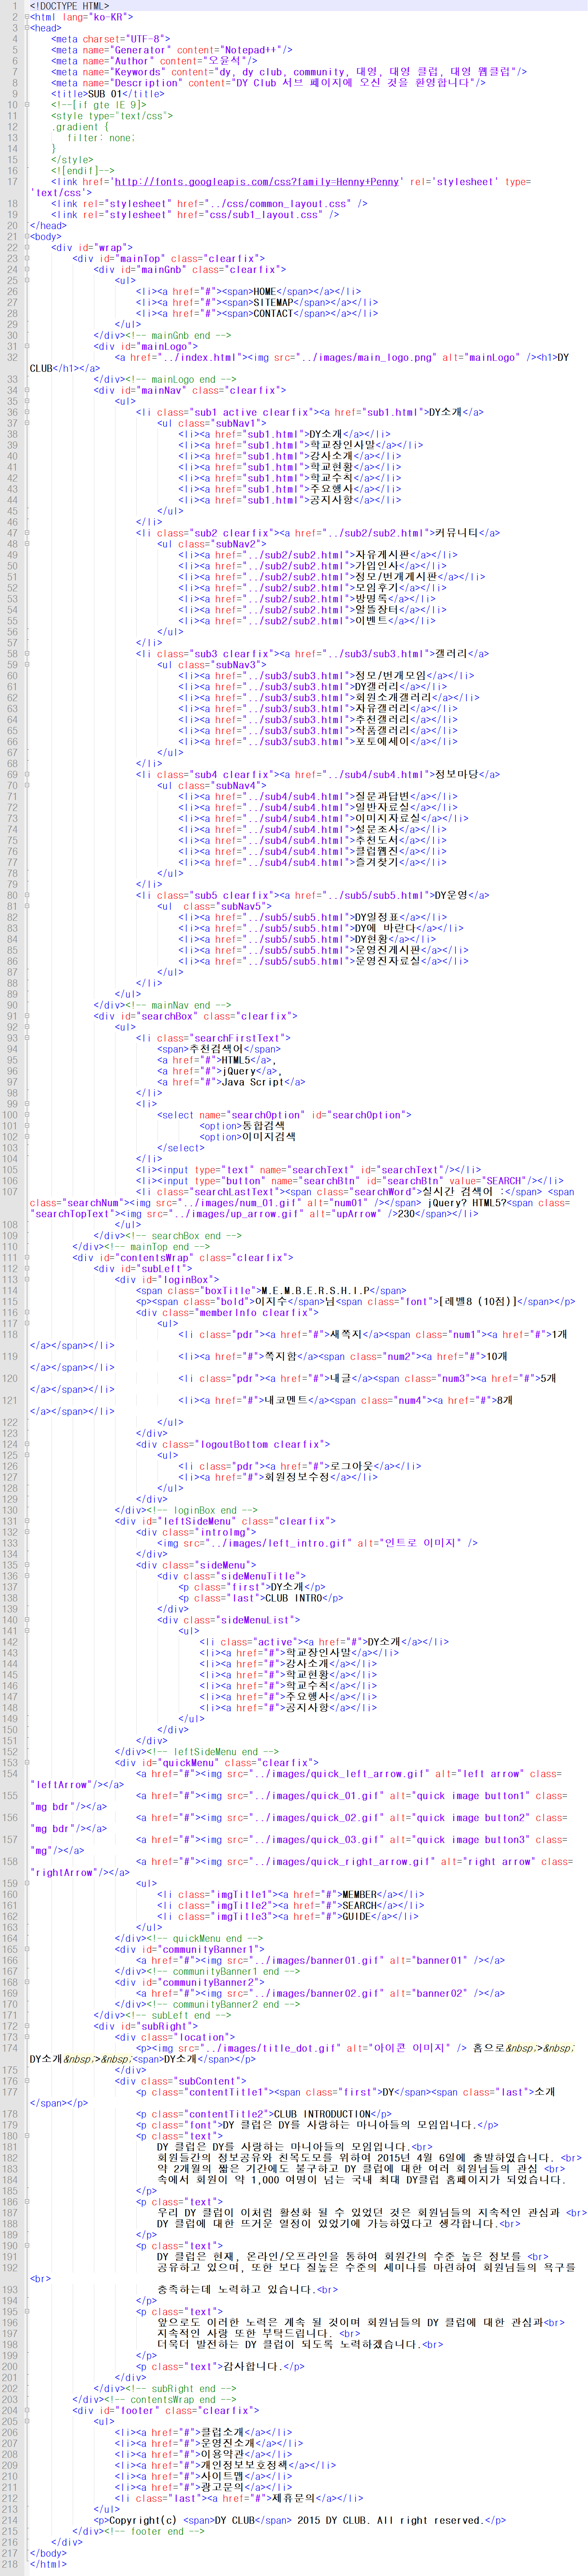 1 <!DOCTYPE HTML>
2 <html lang="ko-KR">
3 <head>
4 <meta charset="UTF-8">
5 <meta name="Generator" content="Notepad++"/>
6 <meta name="Author" content="오윤석"/>
7 <meta name="Keywords" content="dy, dy club, community, 대영, 대영 클럽, 대영 웹클럽"/>
8 <meta name="Description" content="DY Club 서브 페이지에 오신 것을 환영합니다"/>
9 <title>SUB 01</title>
10 <!--[if gte IE 9]>
11 <style type="text/css">
12 .gradient {
13 filter: none;
14 }
15 </style>
16 <![endif]-->
17 <link href='http://fonts.googleapis.com/css?family=Henny+Penny' rel='stylesheet' type=
'text/css'>
18 <link rel="stylesheet" href="../css/common_layout.css" />
19 <link rel="stylesheet" href="css/sub1_layout.css" />
20 </head>
21 <body>
22 <div id="wrap">
23 <div id="mainTop" class="clearfix">
24 <div id="mainGnb" class="clearfix">
25 <ul>
26 <li><a href="#"><span>HOME</span></a></li>
27 <li><a href="#"><span>SITEMAP</span></a></li>
28 <li><a href="#"><span>CONTACT</span></a></li>
29 </ul>
30 </div><!-- mainGnb end -->
31 <div id="mainLogo">
32 <a href="../index.html"><img src="../images/main_logo.png" alt="mainLogo" /><h1>DY
CLUB</h1></a>
33 </div><!-- mainLogo end -->
34 <div id="mainNav" class="clearfix">
35 <ul>
36 <li class="sub1 active clearfix"><a href="sub1.html">DY소개</a>
37 <ul class="subNav1">
38 <li><a href="sub1.html">DY소개</a></li>
39 <li><a href="sub1.html">학교장인사말</a></li>
40 <li><a href="sub1.html">강사소개</a></li>
41 <li><a href="sub1.html">학교현황</a></li>
42 <li><a href="sub1.html">학교수칙</a></li>
43 <li><a href="sub1.html">주요행사</a></li>
44 <li><a href="sub1.html">공지사항</a></li>
45 </ul>
46 </li>
47 <li class="sub2 clearfix"><a href="../sub2/sub2.html">커뮤니티</a>
48 <ul class="subNav2">
49 <li><a href="../sub2/sub2.html">자유게시판</a></li>
50 <li><a href="../sub2/sub2.html">가입인사</a></li>
51 <li><a href="../sub2/sub2.html">정모/번개게시판</a></li>
52 <li><a href="../sub2/sub2.html">모임후기</a></li>
53 <li><a href="../sub2/sub2.html">방명록</a></li>
54 <li><a href="../sub2/sub2.html">알뜰장터</a></li>
55 <li><a href="../sub2/sub2.html">이벤트</a></li>
56 </ul>
57 </li>
58 <li class="sub3 clearfix"><a href="../sub3/sub3.html">갤러리</a>
59 <ul class="subNav3">
60 <li><a href="../sub3/sub3.html">정모/번개모임</a></li>
61 <li><a href="../sub3/sub3.html">DY갤러리</a></li>
62 <li><a href="../sub3/sub3.html">회원소개갤러리</a></li>
63 <li><a href="../sub3/sub3.html">자유갤러리</a></li>
64 <li><a href="../sub3/sub3.html">추천갤러리</a></li>
65 <li><a href="../sub3/sub3.html">작품갤러리</a></li>
66 <li><a href="../sub3/sub3.html">포토에세이</a></li>
67 </ul>
68 </li>
69 <li class="sub4 clearfix"><a href="../sub4/sub4.html">정보마당</a>
70 <ul class="subNav4">
71 <li><a href="../sub4/sub4.html">질문과답변</a></li>
72 <li><a href="../sub4/sub4.html">일반자료실</a></li>
73 <li><a href="../sub4/sub4.html">이미지자료실</a></li>
74 <li><a href="../sub4/sub4.html">설문조사</a></li>
75 <li><a href="../sub4/sub4.html">추천도서</a></li>
76 <li><a href="../sub4/sub4.html">클럽웹진</a></li>
77 <li><a href="../sub4/sub4.html">즐겨찾기</a></li>
78 </ul>
79 </li>
80 <li class="sub5 clearfix"><a href="../sub5/sub5.html">DY운영</a>
81 <ul  class="subNav5">
82 <li><a href="../sub5/sub5.html">DY일정표</a></li>
83 <li><a href="../sub5/sub5.html">DY에 바란다</a></li>
84 <li><a href="../sub5/sub5.html">DY현황</a></li>
85 <li><a href="../sub5/sub5.html">운영진게시판</a></li>
86 <li><a href="../sub5/sub5.html">운영진자료실</a></li>
87 </ul>
88 </li>
89 </ul>
90 </div><!-- mainNav end -->
91 <div id="searchBox" class="clearfix">
92 <ul>
93 <li class="searchFirstText">
94 <span>추천검색어</span>
95 <a href="#">HTML5</a>,
96 <a href="#">jQuery</a>,
97 <a href="#">Java Script</a>
98 </li>
99 <li>
100 <select name="searchOption" id="searchOption">
101 <option>통합검색
102 <option>이미지검색
103 </select>
104 </li>
105 <li><input type="text" name="searchText" id="searchText"/></li>
106 <li><input type="button" name="searchBtn" id="searchBtn" value="SEARCH"/></li>
107 <li class="searchLastText"><span class="searchWord">실시간 검색어 :</span> <span
class="searchNum"><img src="../images/num_01.gif" alt="num01" /></span> jQuery? HTML5?<span class=
"searchTopText"><img src="../images/up_arrow.gif" alt="upArrow" />230</span></li>
108 </ul>
109 </div><!-- searchBox end -->
110 </div><!-- mainTop end -->
111 <div id="contentsWrap" class="clearfix">
112 <div id="subLeft">
113 <div id="loginBox">
114 <span class="boxTitle">M.E.M.B.E.R.S.H.I.P</span>
115 <p><span class="bold">이지수</span>님<span class="font">[레벨8 (10점)]</span></p>
116 <div class="memberInfo clearfix">
117 <ul>
118 <li class="pdr"><a href="#">새쪽지</a><span class="num1"><a href="#">1개
</a></span></li>
119 <li><a href="#">쪽지함</a><span class="num2"><a href="#">10개
</a></span></li>
120 <li class="pdr"><a href="#">내글</a><span class="num3"><a href="#">5개
</a></span></li>
121 <li><a href="#">내코멘트</a><span class="num4"><a href="#">8개
</a></span></li>
122 </ul>
123 </div>
124 <div class="logoutBottom clearfix">
125 <ul>
126 <li class="pdr"><a href="#">로그아웃</a></li>
127 <li><a href="#">회원정보수정</a></li>
128 </ul>
129 </div>
130 </div><!-- loginBox end -->
131 <div id="leftSideMenu" class="clearfix">
132 <div class="introImg">
133 <img src="../images/left_intro.gif" alt="인트로 이미지" />
134 </div>
135 <div class="sideMenu">
136 <div class="sideMenuTitle">
137 <p class="first">DY소개</p>
138 <p class="last">CLUB INTRO</p>
139 </div>
140 <div class="sideMenuList">
141 <ul>
142 <li class="active"><a href="#">DY소개</a></li>
143 <li><a href="#">학교장인사말</a></li>
144 <li><a href="#">강사소개</a></li>
145 <li><a href="#">학교현황</a></li>
146 <li><a href="#">학교수칙</a></li>
147 <li><a href="#">주요행사</a></li>
148 <li><a href="#">공지사항</a></li>
149 </ul>
150 </div>
151 </div>
152 </div><!-- leftSideMenu end -->
153 <div id="quickMenu" class="clearfix">
154 <a href="#"><img src="../images/quick_left_arrow.gif" alt="left arrow" class=
"leftArrow"/></a>
155 <a href="#"><img src="../images/quick_01.gif" alt="quick image button1" class=
"mg bdr"/></a>
156 <a href="#"><img src="../images/quick_02.gif" alt="quick image button2" class=
"mg bdr"/></a>
157 <a href="#"><img src="../images/quick_03.gif" alt="quick image button3" class=
"mg"/></a>
158 <a href="#"><img src="../images/quick_right_arrow.gif" alt="right arrow" class=
"rightArrow"/></a>
159 <ul>
160 <li class="imgTitle1"><a href="#">MEMBER</a></li>
161 <li class="imgTitle2"><a href="#">SEARCH</a></li>
162 <li class="imgTitle3"><a href="#">GUIDE</a></li>
163 </ul>
164 </div><!-- quickMenu end -->
165 <div id="communityBanner1">
166 <a href="#"><img src="../images/banner01.gif" alt="banner01" /></a>
167 </div><!-- communityBanner1 end -->
168 <div id="communityBanner2">
169 <a href="#"><img src="../images/banner02.gif" alt="banner02" /></a>
170 </div><!-- communityBanner2 end -->
171 </div><!-- subLeft end -->
172 <div id="subRight">
173 <div class="location">
174 <p><img src="../images/title_dot.gif" alt="아이콘 이미지" /> 홈으로&nbsp;>&nbsp;
DY소개&nbsp;>&nbsp;<span>DY소개</span></p>
175 </div>
176 <div class="subContent">
177 <p class="contentTitle1"><span class="first">DY</span><span class="last">소개
</span></p>
178 <p class="contentTitle2">CLUB INTRODUCTION</p>
179 <p class="font">DY 클럽은 DY를 사랑하는 마니아들의 모임입니다.</p>
180 <p class="text">
181 DY 클럽은 DY를 사랑하는 마니아들의 모임입니다.<br>
182 회원들간의 정보공유와 친목도모를 위하여 2015년 4월 6일에 출발하였습니다. <br>
183 약 2개월의 짧은 기간에도 불구하고 DY 클럽에 대한 여러 회원님들의 관심 <br>
184 속에서 회원이 약 1,000 여명이 넘는 국내 최대 DY클럽 홈페이지가 되었습니다.
185 </p>
186 <p class="text">
187 우리 DY 클럽이 이처럼 활성화 될 수 있었던 것은 회원님들의 지속적인 관심과 <br>
188 DY 클럽에 대한 뜨거운 열정이 있었기에 가능하였다고 생각합니다.<br>
189 </p>
190 <p class="text">
191 DY 클럽은 현재, 온라인/오프라인을 통하여 회원간의 수준 높은 정보를 <br>
192 공유하고 있으며, 또한 보다 질높은 수준의 세미나를 마련하여 회원님들의 욕구를
<br>
193 충족하는데 노력하고 있습니다.<br>
194 </p>
195 <p class="text">
196 앞으로도 이러한 노력은 계속 될 것이며 회원님들의 DY 클럽에 대한 관심과<br>
197 지속적인 사랑 또한 부탁드립니다. <br>
198 더욱더 발전하는 DY 클럽이 되도록 노력하겠습니다.<br>
199 </p>
200 <p class="text">감사합니다.</p>
201 </div>
202 </div><!-- subRight end -->
203 </div><!-- contentsWrap end -->
204 <div id="footer" class="clearfix">
205 <ul>
206 <li><a href="#">클럽소개</a></li>
207 <li><a href="#">운영진소개</a></li>
208 <li><a href="#">이용약관</a></li>
209 <li><a href="#">개인정보보호정책</a></li>
210 <li><a href="#">사이트맵</a></li>
211 <li><a href="#">광고문의</a></li>
212 <li class="last"><a href="#">제휴문의</a></li>
213 </ul>
214 <p>Copyright(c) <span>DY CLUB</span> 2015 DY CLUB. All right reserved.</p>
215 </div><!-- footer end -->
216 </div>
217 </body>
218 </html>